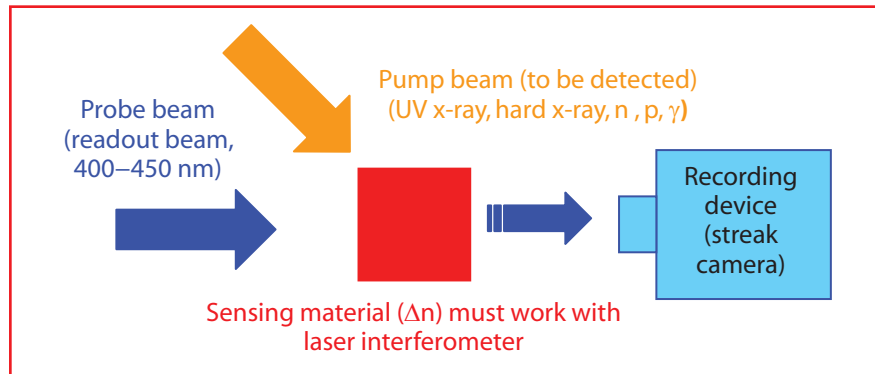 Pump beam (to be detected)
(UV x-ray, hard x-ray, n , p, γ)
Probe beam
(readout beam,
400–450 nm)
Recording
device
(streak
camera)
Sensing material (Δn) must work with
laser interferometer